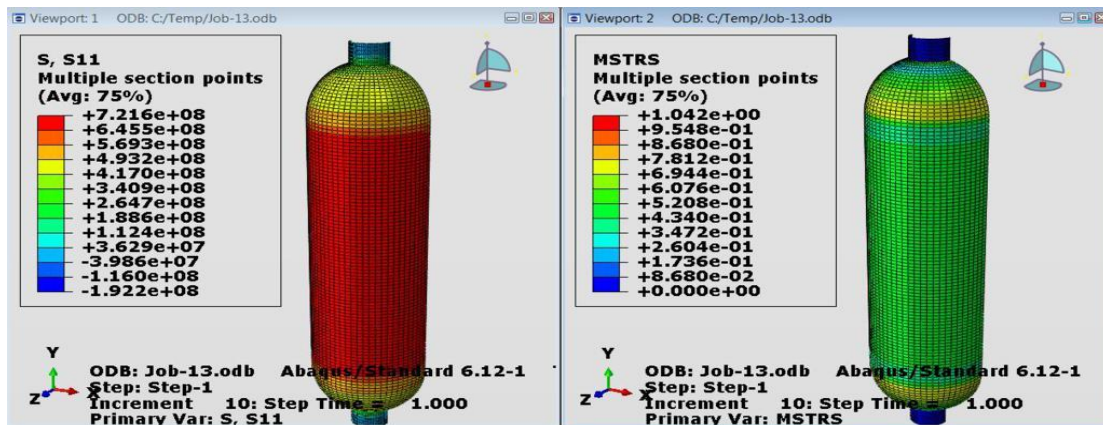 Viewport: 1 ODB: C:/Temp/Job-13.odb
S, S11
Multiple section points
(Avg: 75%)
+7.216e+08
+6.455e+08
+5.693e+08
+4.932e+08
+4.170e+08
+3.409e+08
+2.647e+08
+1.886e+08
+1.124e+08
+3.629e+07
-3.986e+07
-1.160e+08
-1.922e+08
Y
X
Z
ODB: Job-13.odb Abaqus/Standard 6.12-1
Step: Step-1
Increment 10: Step Time = 1.000
Primary Var: S, S11
Viewport: 2 ODB: C:/Temp/Job-13.odb
MSTRS
Multiple section points
(Avg: 75%)
+1.042e+00
+9.548e-01
+8.680e-01
+7.812e-01
+6.944e-01
+6.076e-01
+5.208e-01
+4.340e-01
+3.472e-01
+2.604e-01
+1.736e-01
+8.680e-02
+0.000e+00
Y
X
Z
ODB: Job-13.odb Abaqus/Standard 6.12-1
Step: Step-1
Increment 10: Step Time = 1.000
Primary Var: MSTRS